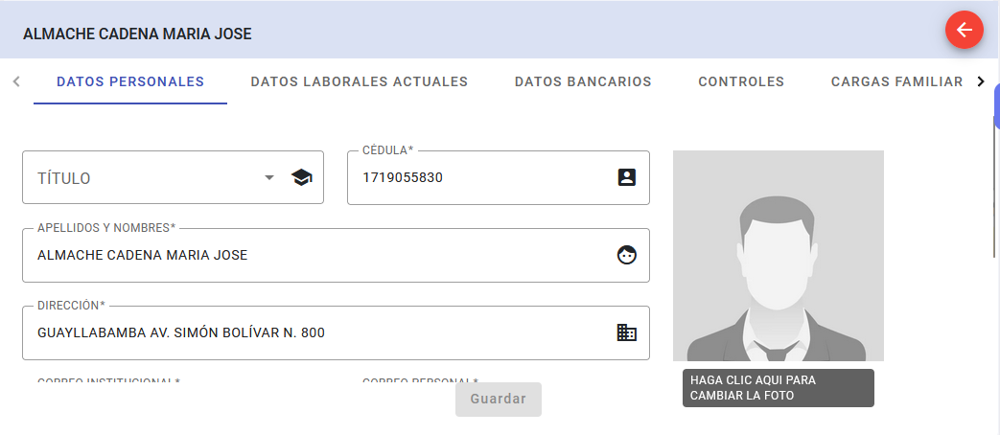 ALMACHE CADENA MARIA JOSE
DATOS PERSONALES DATOS LABORALES ACTUALES DATOS BANCARIOS CONTROLES CARGAS FAMILIAR
TÍTULO
CÉDULA*
1719055830
APELLIDOS Y NOMBRES*
ALMACHE CADENA MARIA JOSE
DIRECCIÓN*
GUAYLLABAMBA AV. SIMÓN BOLÍVAR N. 800
CORREO INSTITUCIONAL* CORREO PERSONAL*
HAGA CLIC AQUI PARA
CAMBIAR LA FOTO
Guardar